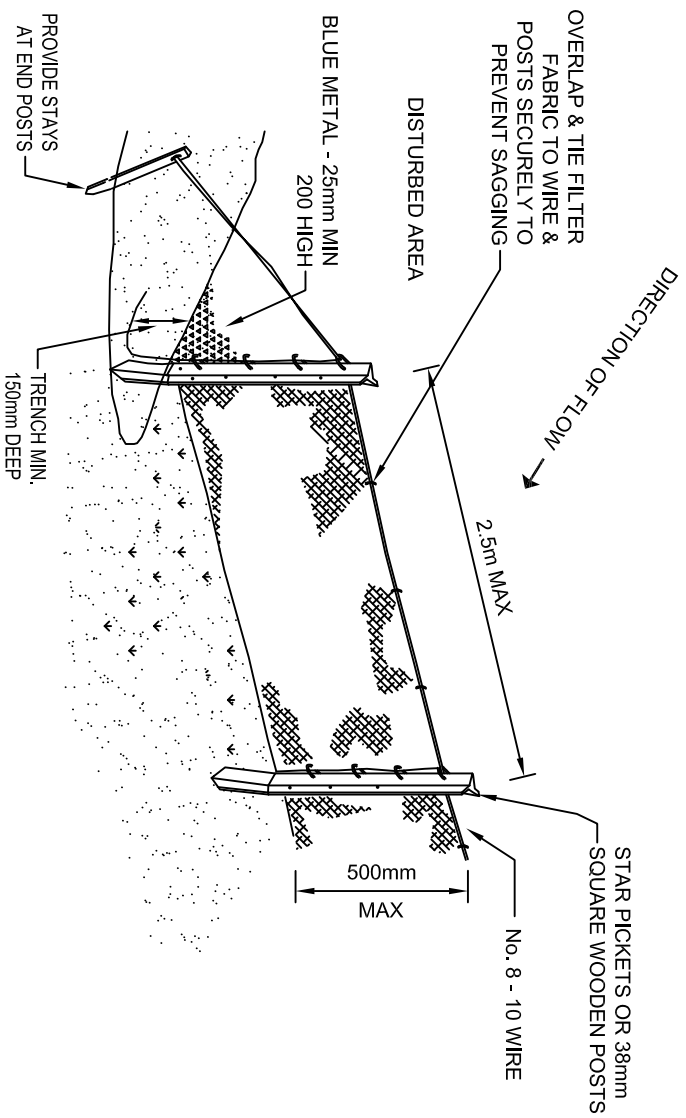 DIRECTION OF FLOW
OVERLAP & TIE FILTER
FABRIC TO WIRE &
POSTS SECURELY TO
PREVENT SAGGING
2.5m MAX
STAR PICKETS OR 38mm
SQUARE WOODEN POSTS
DISTURBED AREA
No. 8 - 10 WIRE
BLUE METAL - 25mm MIN
200 HIGH
500mm
MAX
PROVIDE STAYS
AT END POSTS
TRENCH MIN.
150mm DEEP